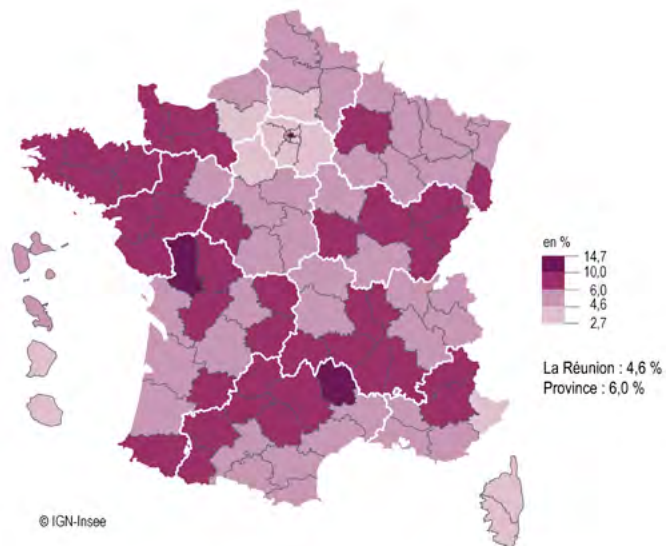 en %
14,7
10,0
6,0
4,6
2,7
La Réunion : 4,6 %
Province : 6,0 %
© IGN-Insee